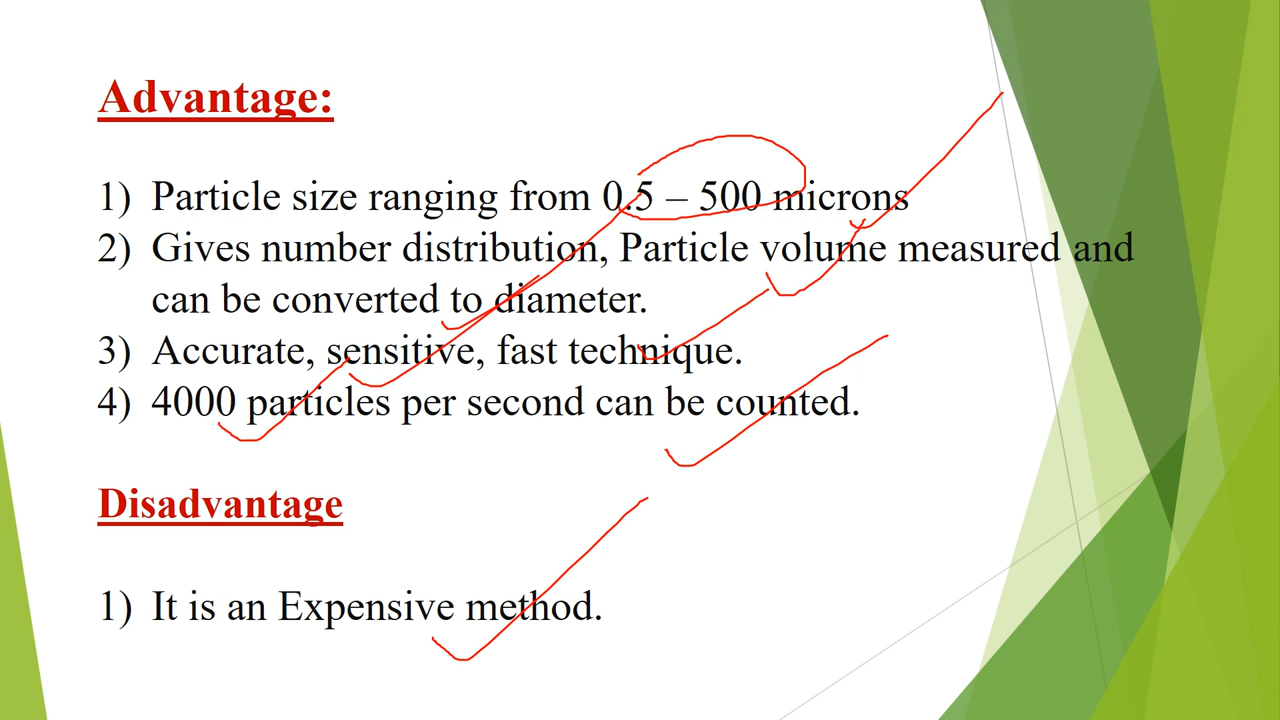 Advantage:
1) Particle size ranging from 0.5 – 500 microns
2) Gives number distribution, Particle volume measured and
can be converted to diameter.
3) Accurate, sensitive, fast technique.
4) 4000 particles per second can be counted.
Disadvantage
1) It is an Expensive method.